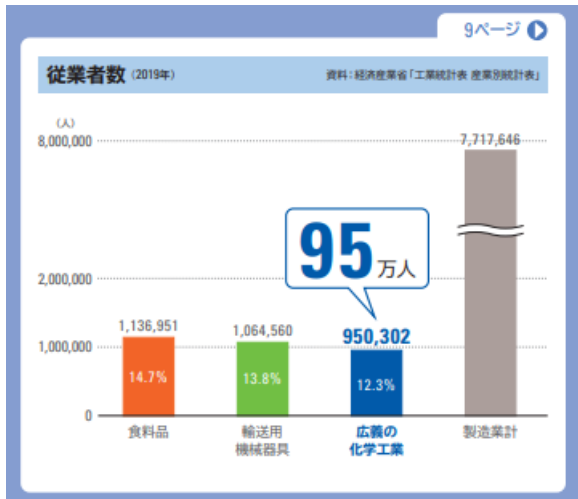 9ページ
従業者数（2019年）
資料：経済産業省「工業統計表 産業別統計表」
（人）
8,000,000
7,717,646
95万人
2,000,000
1,136,951
1,064,560
950,302
1,000,000
14.7%
13.8%
12.3%
0
食料品
輸送用
機械器具
広義の
化学工業
製造業計